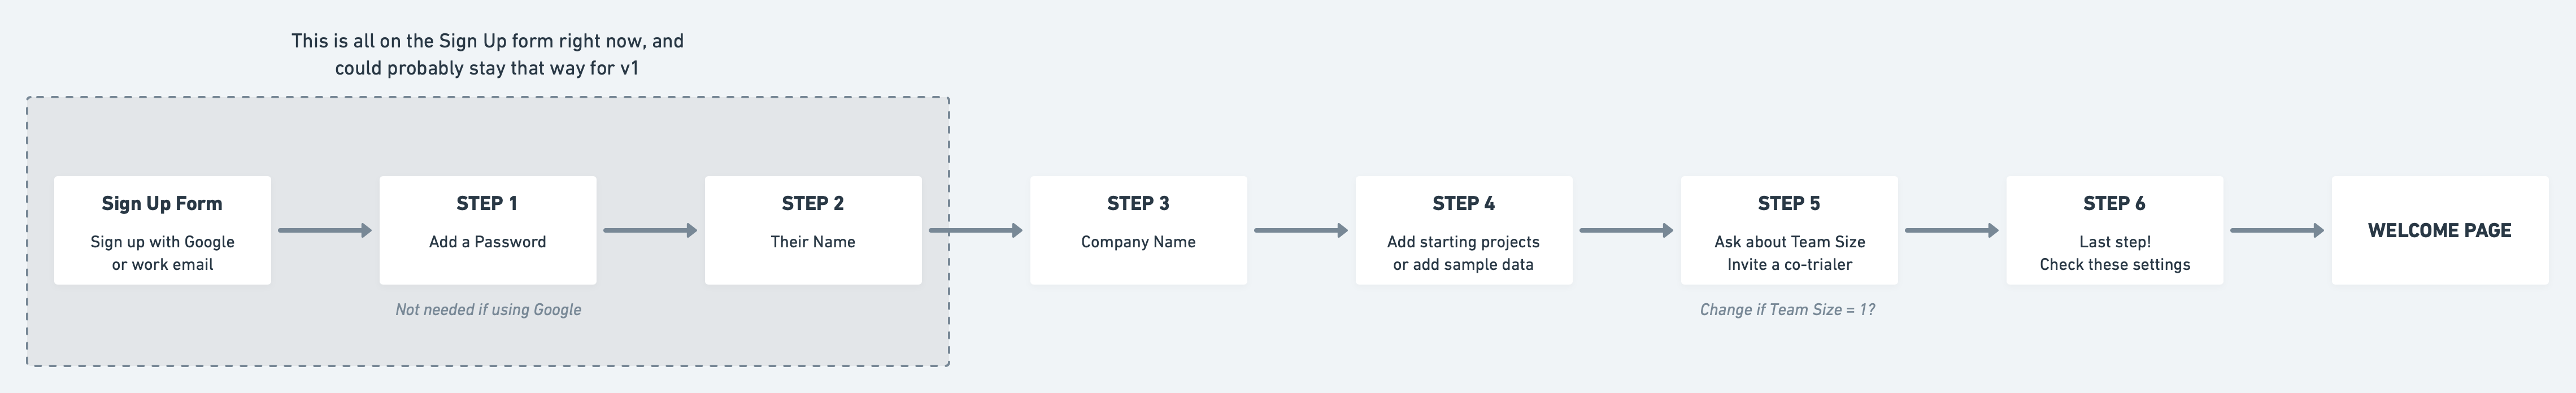 This is all on the Sign Up form right now, and
could probably stay that way for v1
Sign Up Form
Sign up with Google
or work email
STEP 1
Add a Password
Not needed if using Google
STEP 2
Their Name
STEP 3
Company Name
STEP 4
Add starting projects
or add sample data
STEP 5
Ask about Team Size
Invite a co-trialer
Change if Team Size = 1?
STEP 6
Last step!
Check these settings
WELCOME PAGE